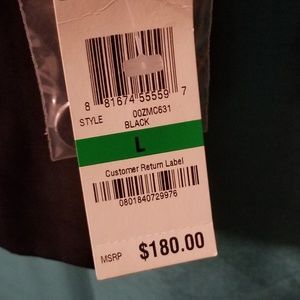 8 81674 55559 7
STYLE 00ZMC631
BLACK
L
Customer Return Label
0801840729976
MSRP $180.00